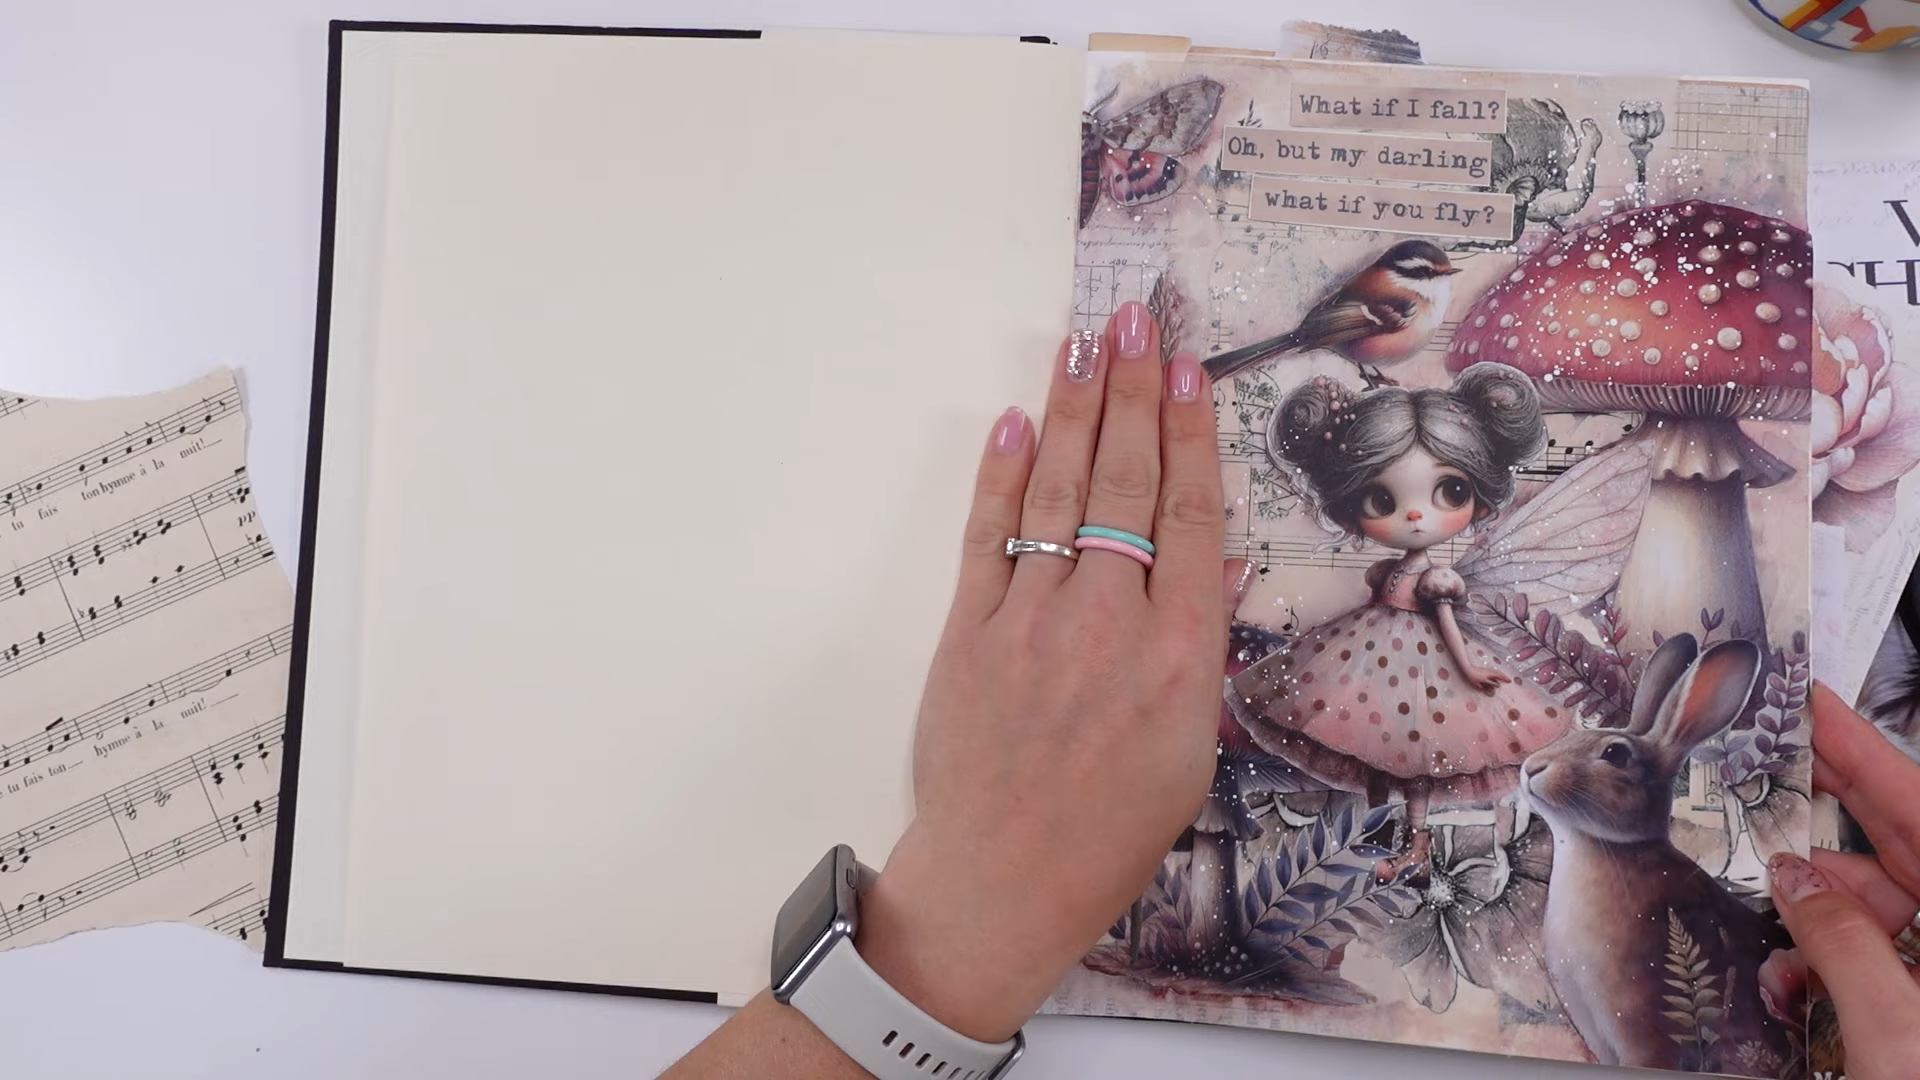 What if I fall?
Oh, but my darling
what if you fly?
tu fais
ton hymne à la nuit!
pp
hymne à la nuit!
tu fais ton